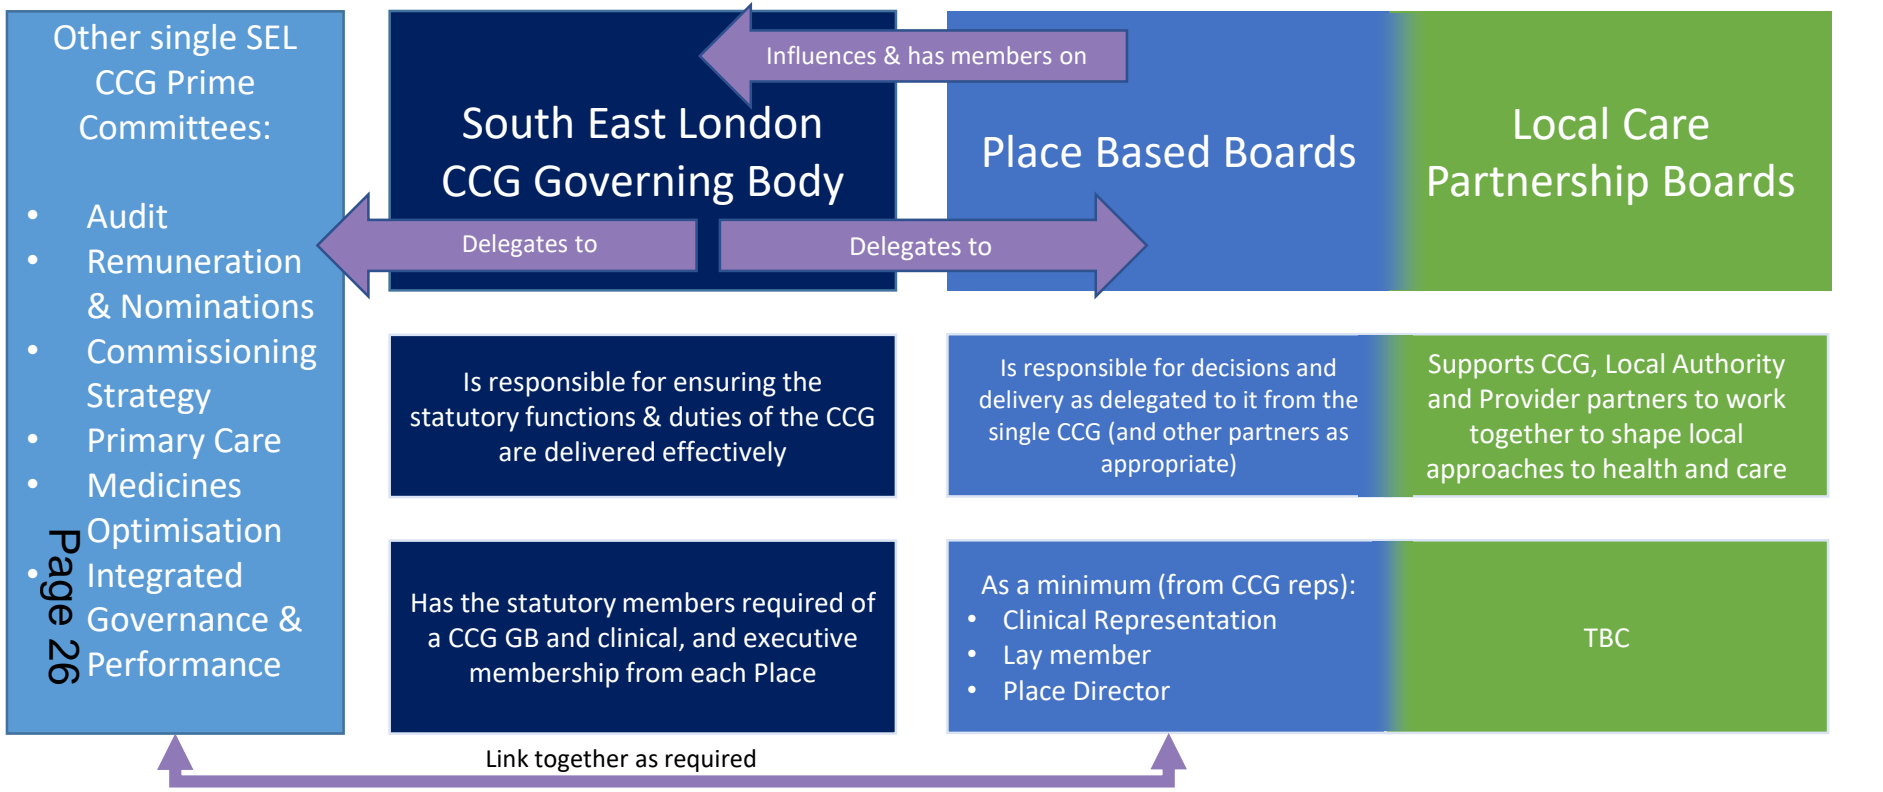 Other single SEL
CCG Prime
Committees:
• Audit
• Remuneration
& Nominations
• Commissioning
Strategy
• Primary Care
• Medicines
Optimisation
• Integrated
Governance &
Performance
Page 26
Influences & has members on
South East London
CCG Governing Body
Delegates to
Delegates to
Place Based Boards
Local Care
Partnership Boards
Is responsible for ensuring the
statutory functions & duties of the CCG
are delivered effectively
Is responsible for decisions and
delivery as delegated to it from the
single CCG (and other partners as
appropriate)
Supports CCG, Local Authority
and Provider partners to work
together to shape local
approaches to health and care
Has the statutory members required of
a CCG GB and clinical, and executive
membership from each Place
As a minimum (from CCG reps):
• Clinical Representation
• Lay member
• Place Director
TBC
Link together as required